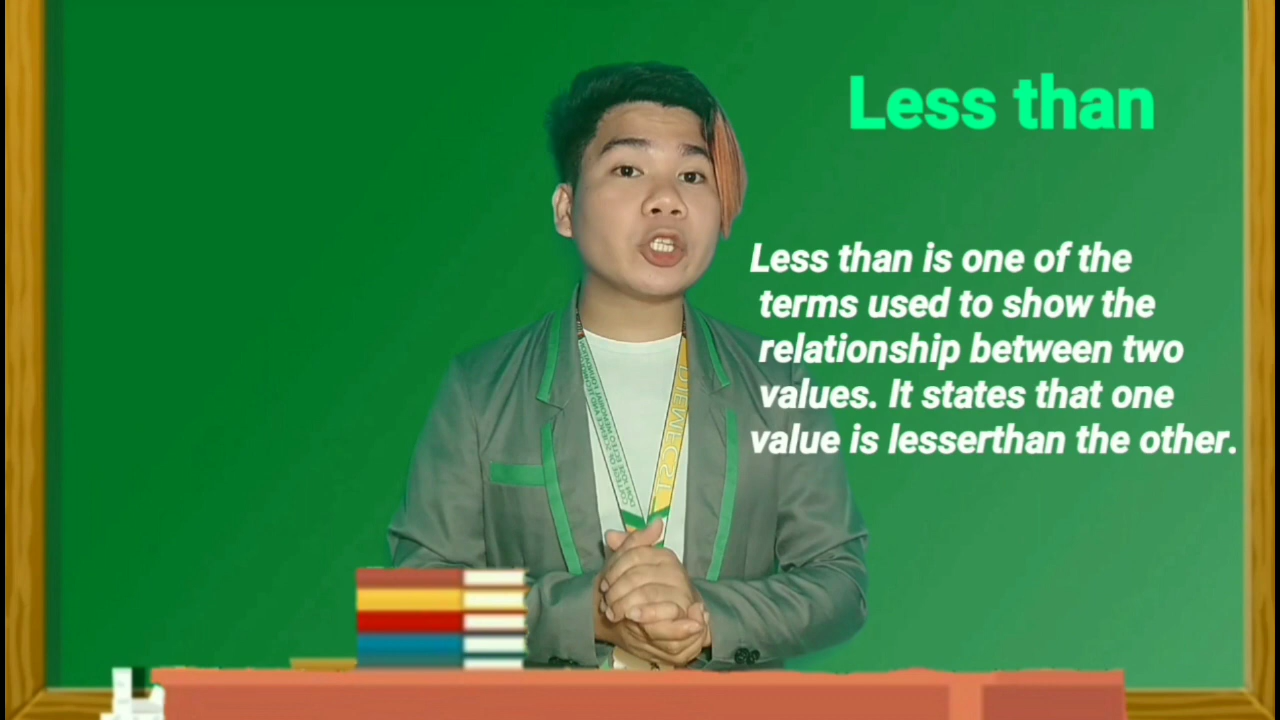 Less than
Less than is one of the
terms used to show the
relationship between two
values. It states that one
value is lesserthan the other.